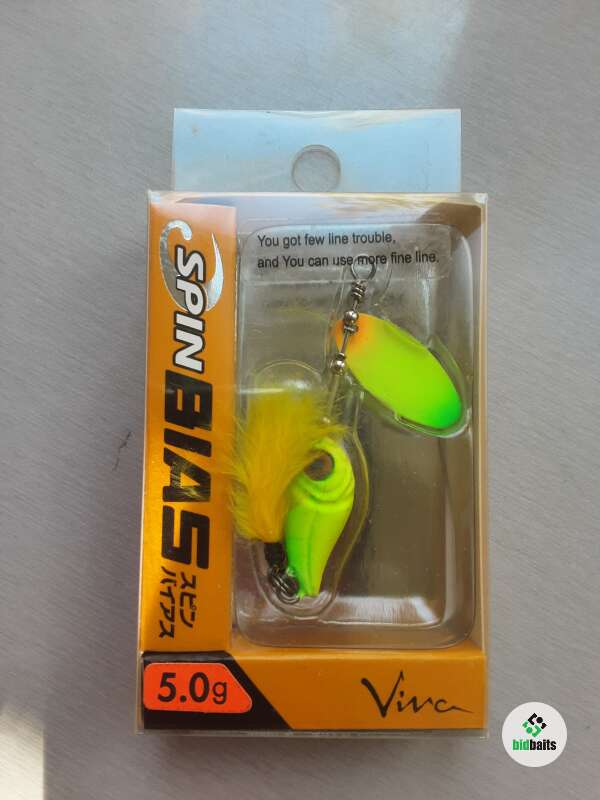 You got few line trouble,
and You can use more fine line.
SPIN
BIAS
スピン
バイアス
5.0g
Viva
bidbaits